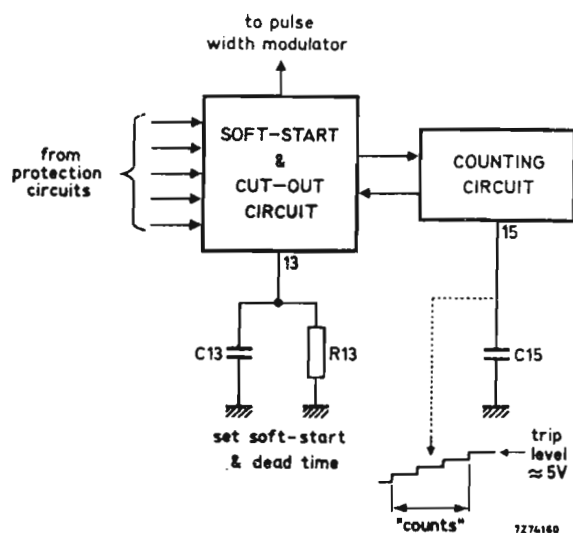 to pulse
width modulator
from
protection
circuits
SOFT-START
&
CUT-OUT
CIRCUIT
COUNTING
CIRCUIT
13
15
C13
R13
C15
set soft-start
& dead time
trip
level
≈5V
"counts"
7Z74160